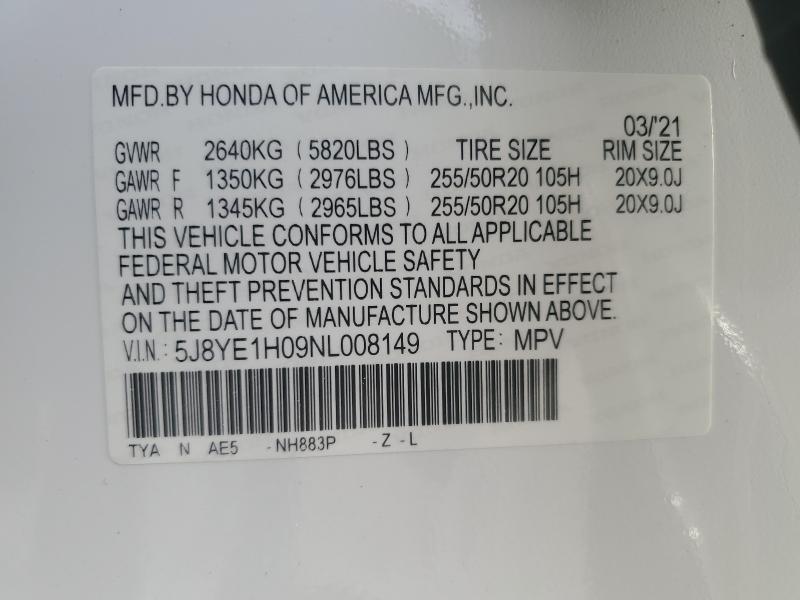 MFD.BY HONDA OF AMERICA MFG.,INC.
03/'21
GVWR 2640KG (5820LBS) TIRE SIZE RIM SIZE
GAWR F 1350KG (2976LBS) 255/50R20 105H 20X9.0J
GAWR R 1345KG (2965LBS) 255/50R20 105H 20X9.0J
THIS VEHICLE CONFORMS TO ALL APPLICABLE
FEDERAL MOTOR VEHICLE SAFETY
AND THEFT PREVENTION STANDARDS IN EFFECT
ON THE DATE OF MANUFACTURE SHOWN ABOVE.
V.I.N.: 5J8YE1H09NL008149 TYPE: MPV
TYA N AE5 -NH883P -Z -L